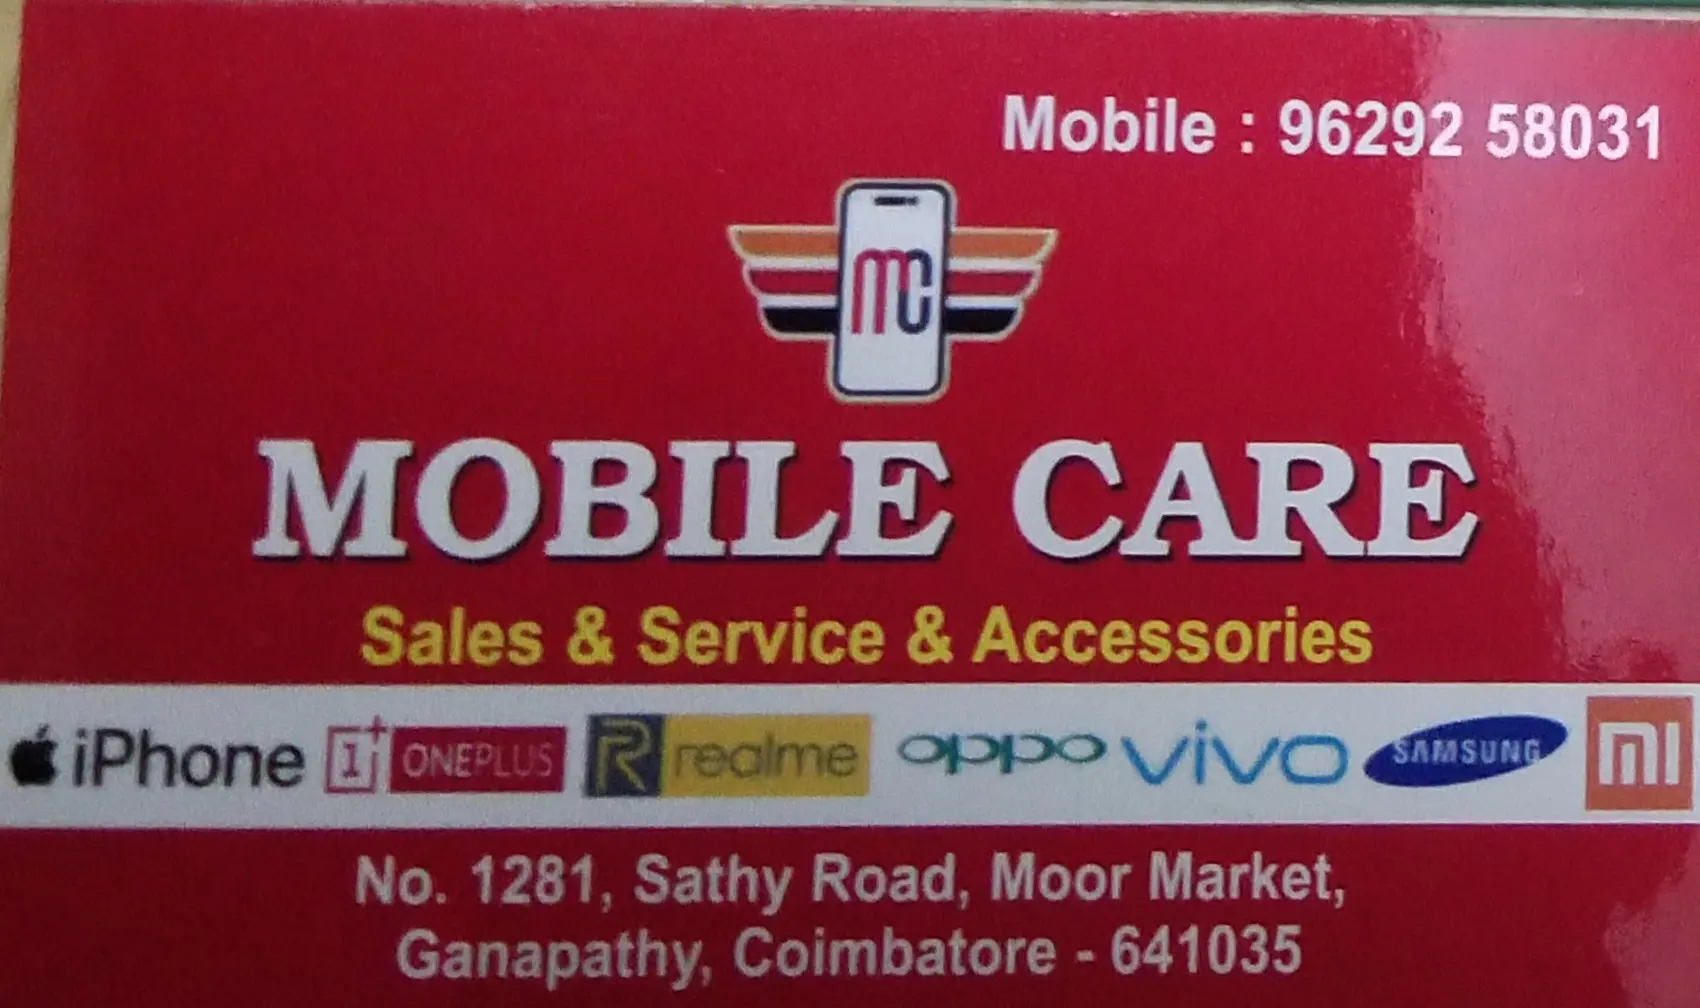 Mobile : 96292 58031
mc
MOBILE CARE
Sales & Service & Accessories
iPhone 1+ ONEPLUS R realme oppo vivo SAMSUNG mi
No. 1281, Sathy Road, Moor Market,
Ganapathy, Coimbatore - 641035